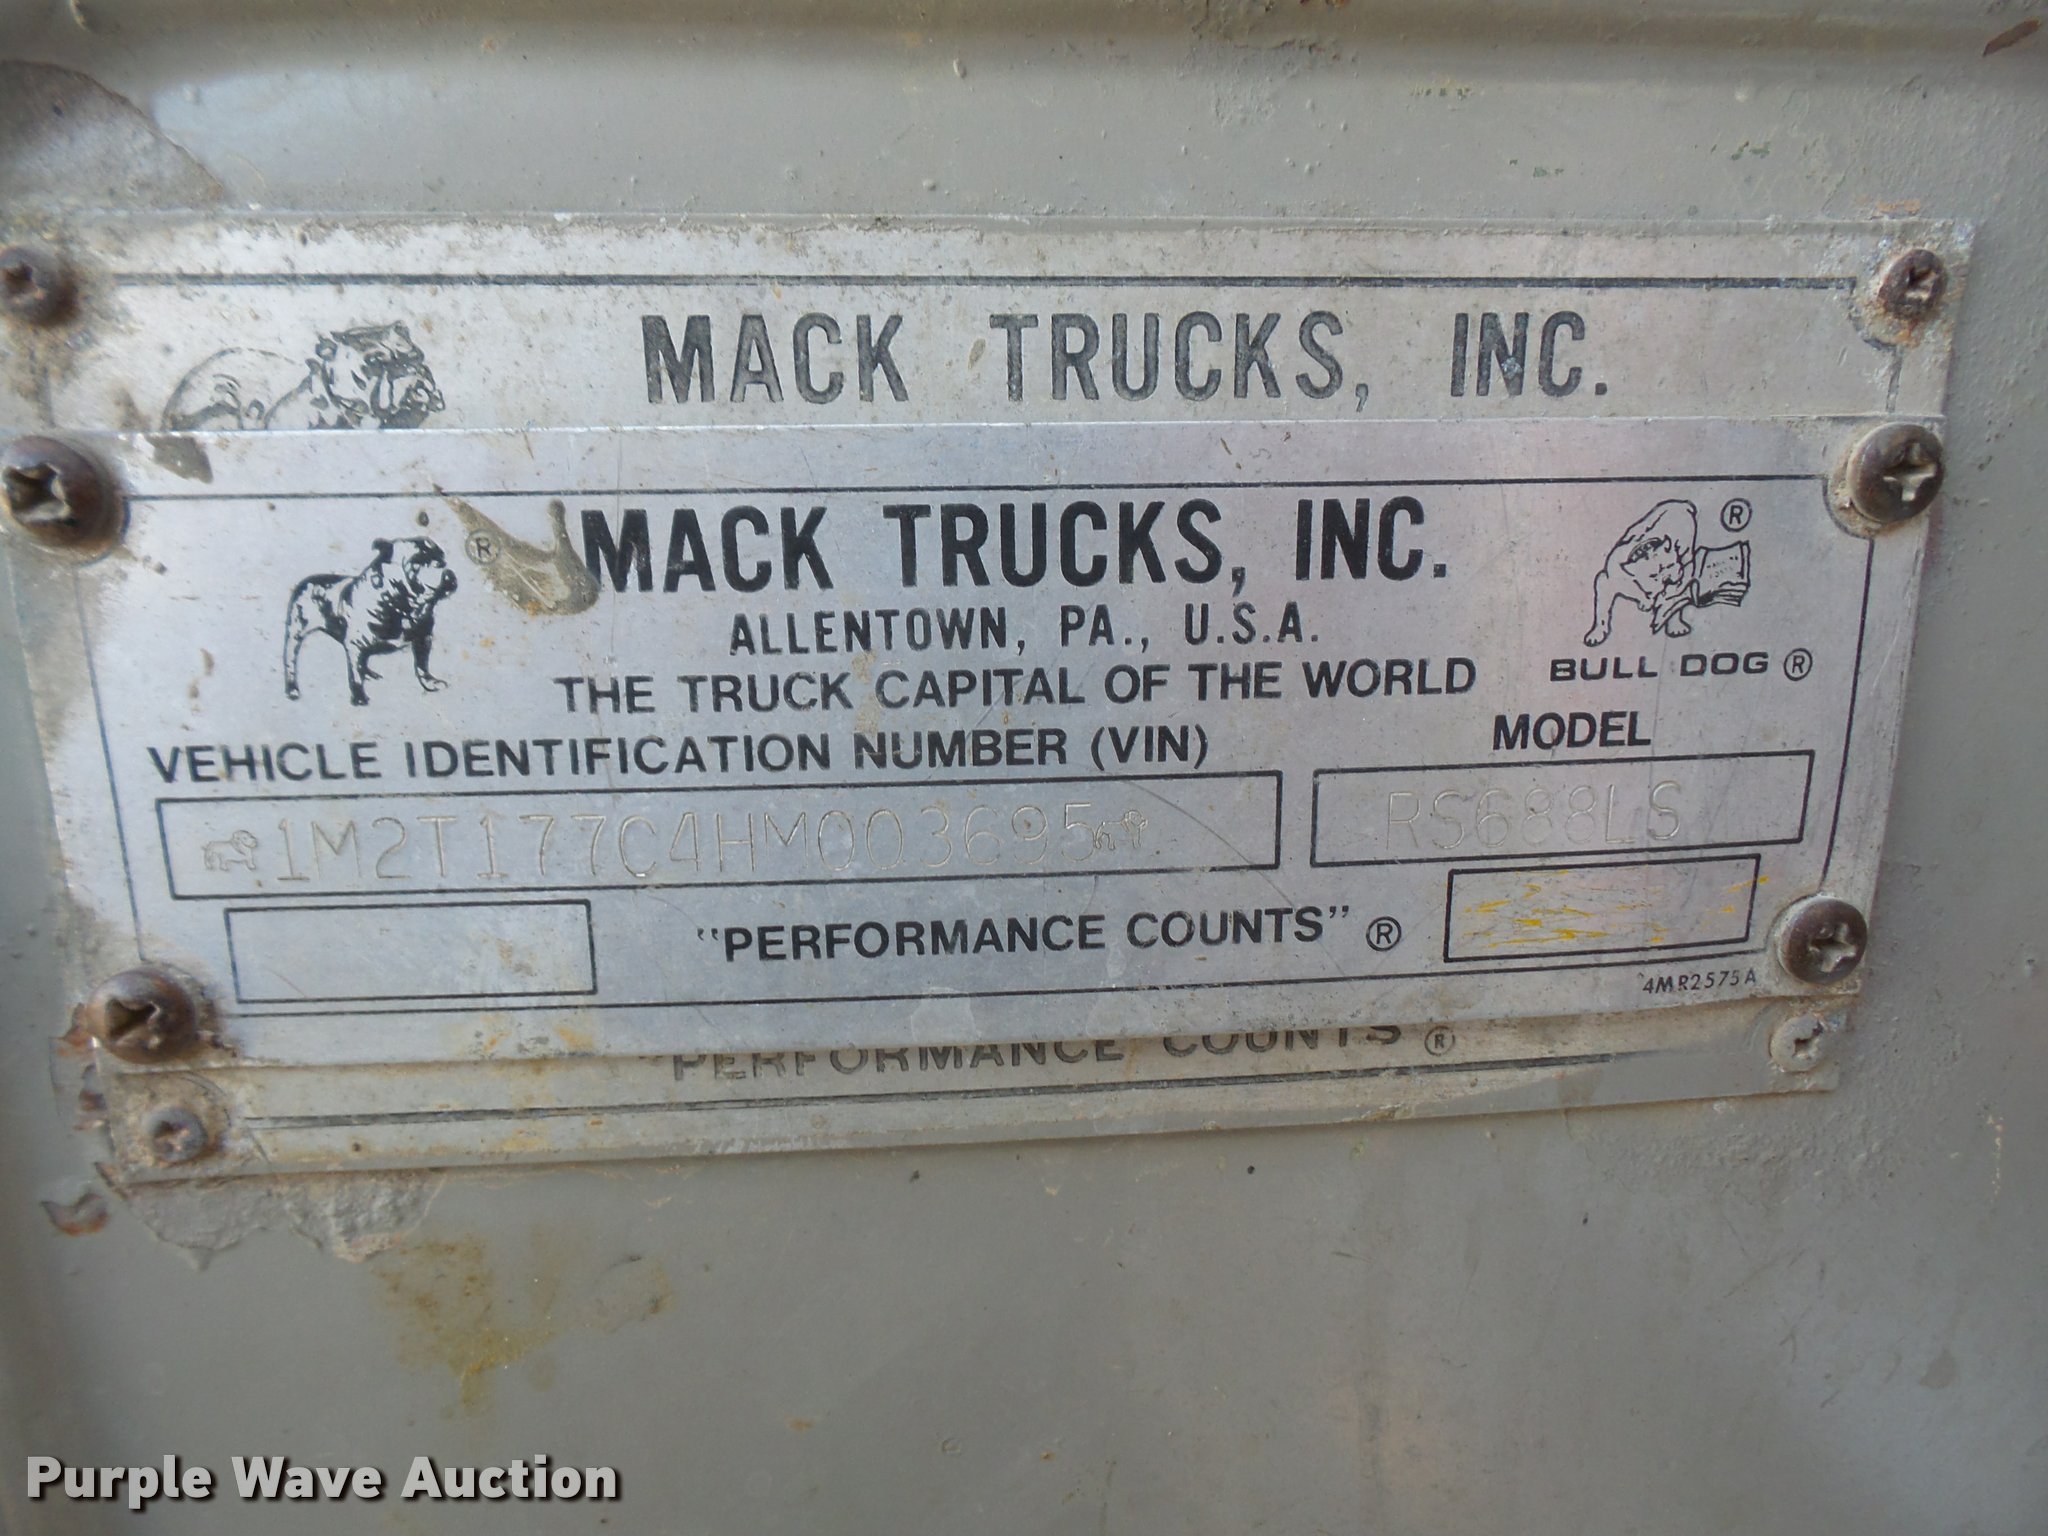 MACK TRUCKS, INC.
® MACK TRUCKS, INC. ®
ALLENTOWN, PA., U.S.A.
THE TRUCK CAPITAL OF THE WORLD
BULL DOG ®
VEHICLE IDENTIFICATION NUMBER (VIN)
MODEL
1M2T177C4HM003695
RS688LS
"PERFORMANCE COUNTS" ®
4MR2575A
"PERFORMANCE COUNTS ®
Purple Wave Auction